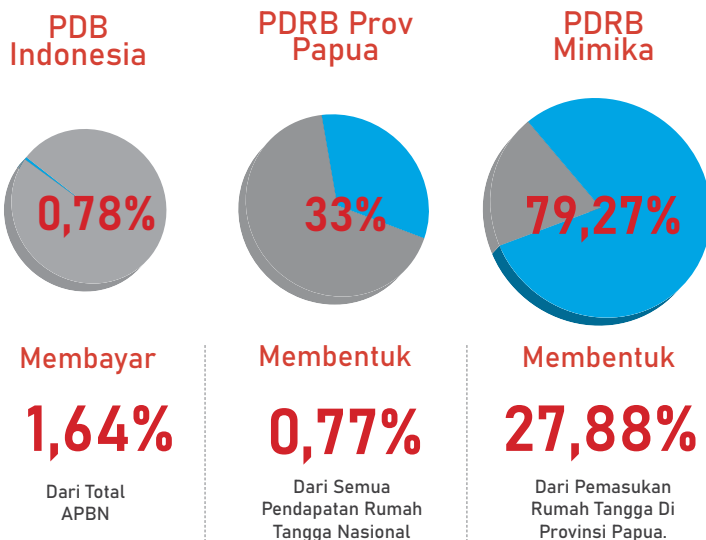 PDB
Indonesia
PDRB Prov
Papua
PDRB
Mimika
0,78%
33%
79,27%
Membayar
1,64%
Dari Total
APBN
Membentuk
0,77%
Dari Semua
Pendapatan Rumah
Tangga Nasional
Membentuk
27,88%
Dari Pemasukan
Rumah Tangga Di
Provinsi Papua.